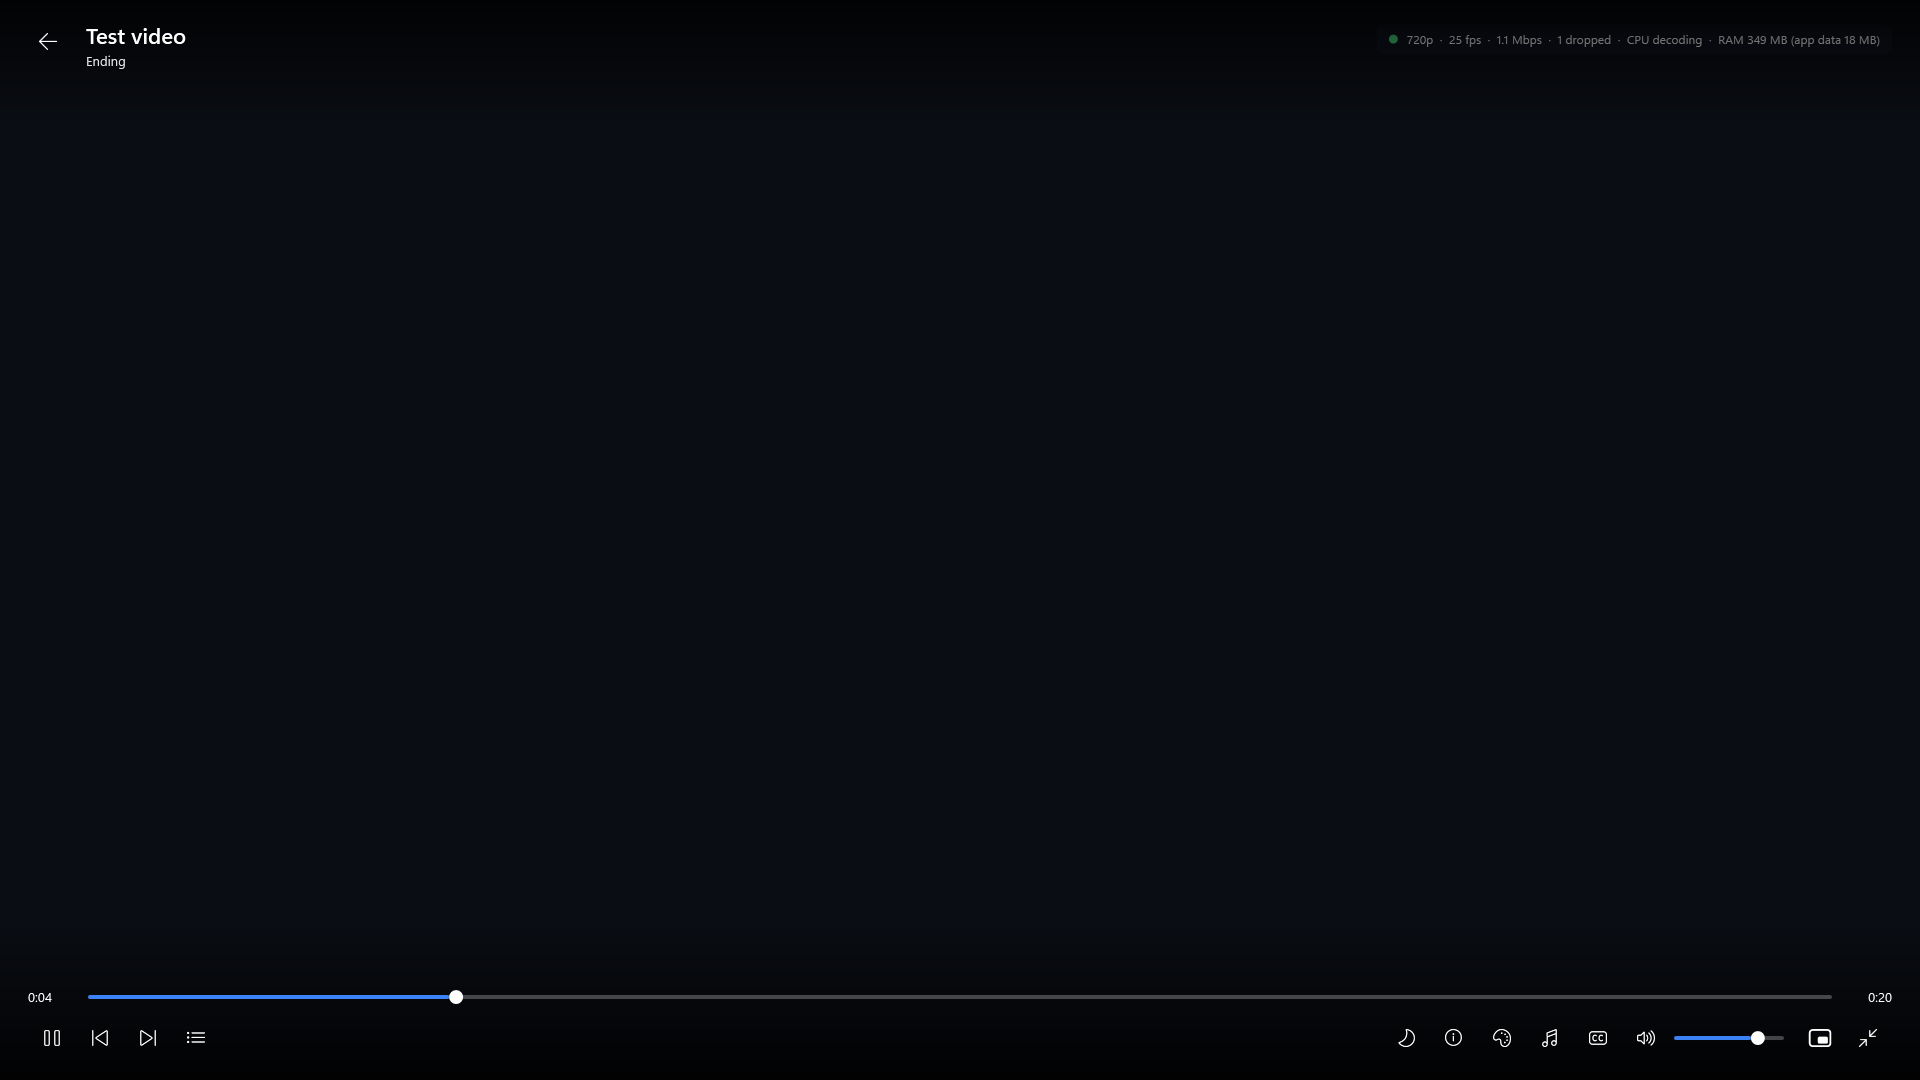 Test video
Ending
720p · 25 fps · 1.1 Mbps · 1 dropped · CPU decoding · RAM 349 MB (app data 18 MB)
0:04
0:20
CC